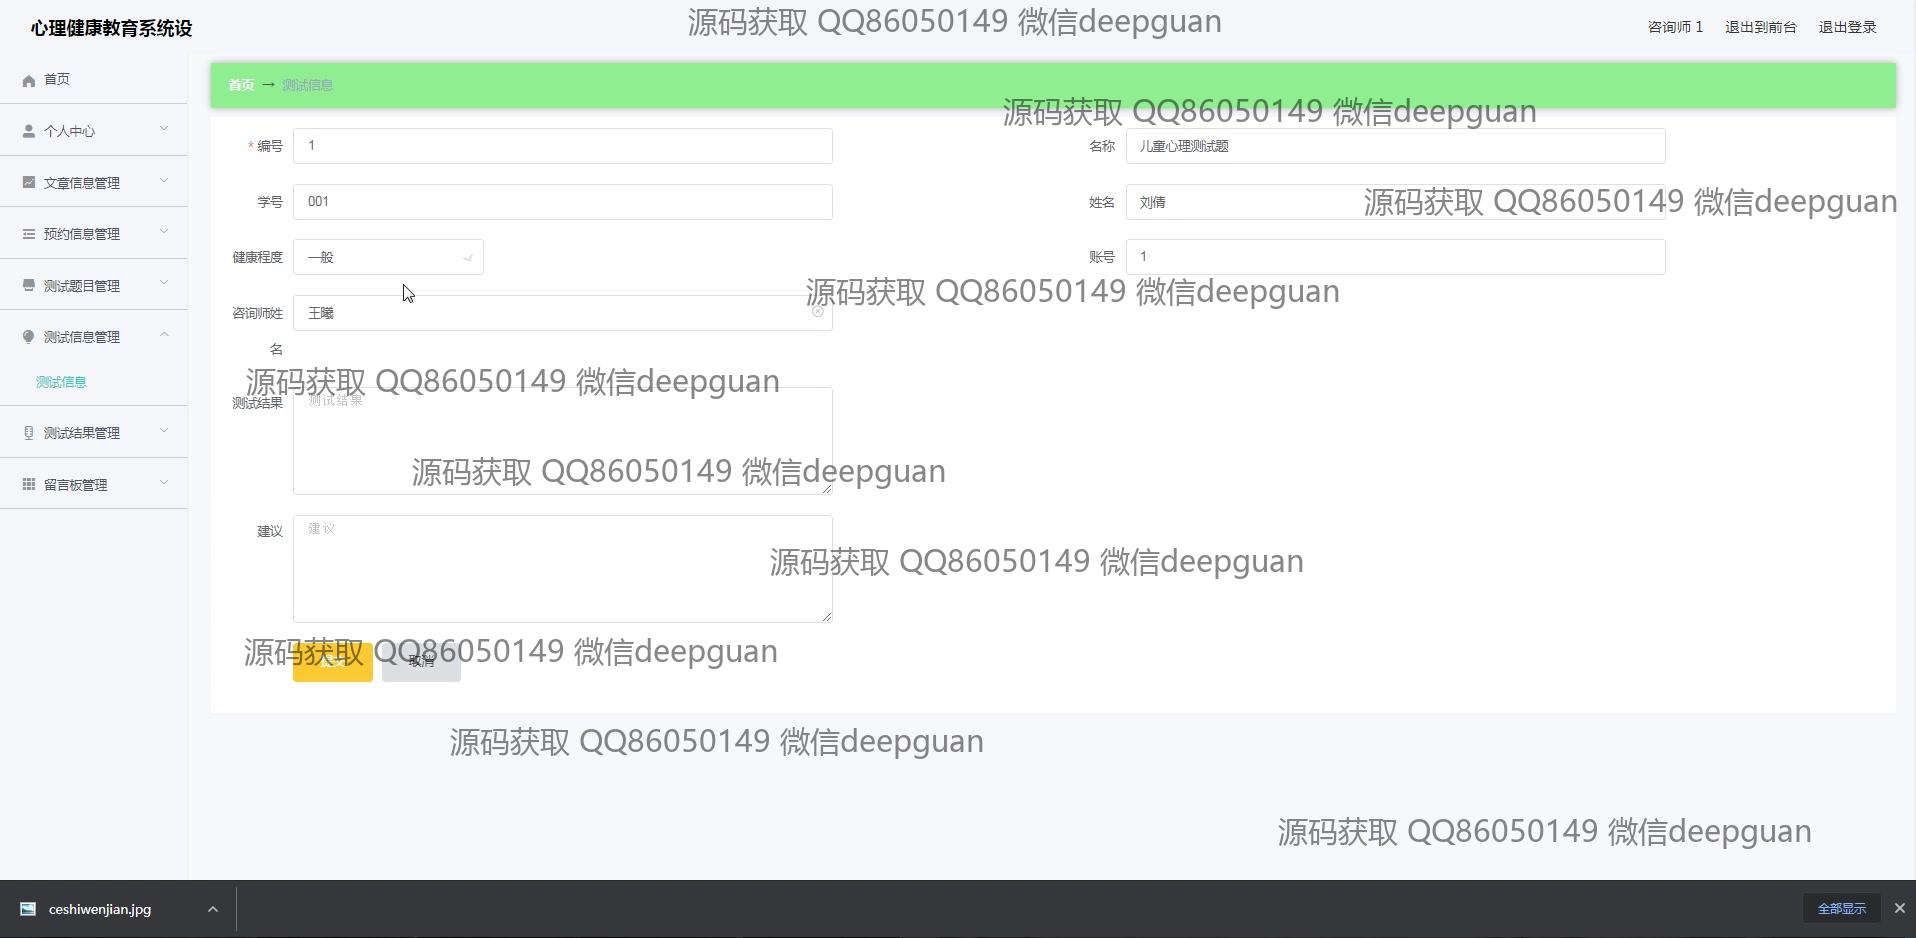 心理健康教育系统设
源码获取 QQ86050149 微信deepguan
咨询师 1 退出到前台 退出登录
首页
个人中心
文章信息管理
预约信息管理
测试题目管理
测试信息管理
测试信息
测试结果管理
留言板管理
首页 → 测试信息
源码获取 QQ86050149 微信deepguan
* 编号 1 名称 儿童心理测试题
学号 001 姓名 刘倩
源码获取 QQ86050149 微信deepguan
健康程度 一般 账号 1
源码获取 QQ86050149 微信deepguan
咨询师姓 王曦
名
源码获取 QQ86050149 微信deepguan
测试结果 测试结果
源码获取 QQ86050149 微信deepguan
建议 建议
源码获取 QQ86050149 微信deepguan
源码获取 QQ86050149 微信deepguan
提交 取消
源码获取 QQ86050149 微信deepguan
源码获取 QQ86050149 微信deepguan
ceshiwenjian.jpg 全部显示